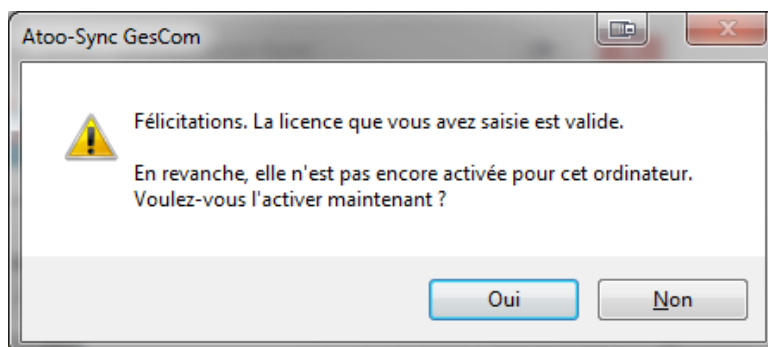 Atoo-Sync GesCom
Félicitations. La licence que vous avez saisie est valide.
En revanche, elle n'est pas encore activée pour cet ordinateur.
Voulez-vous l'activer maintenant ?
Oui
Non